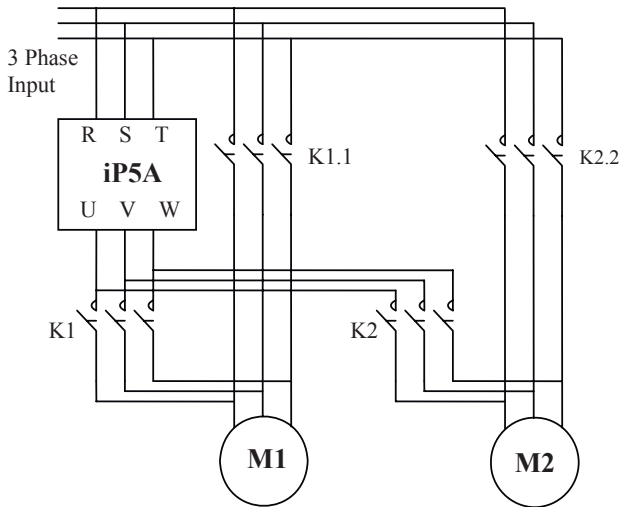 3 Phase
Input
R S T
iP5A
U V W
K1.1
K2.2
K1
K2
M1
M2